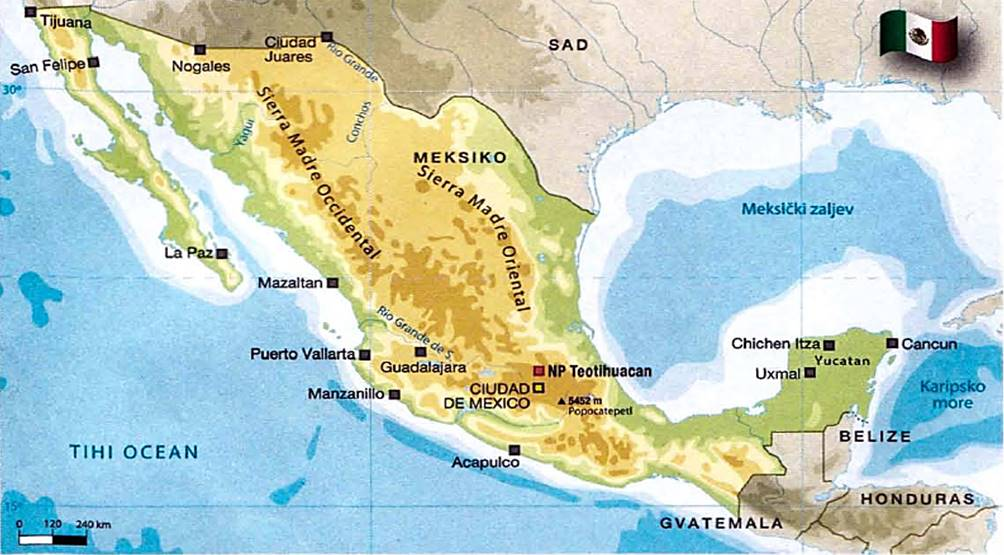 Tijuana
SAD
Ciudad
Juares
Nogales
San Felipe
Rio Grande
30°
Sierra Madre Occidental
Yaqui
Conchos
MEKSIKO
Sierra Madre Oriental
Meksički zaljev
La Paz
Mazaltan
Rio Grande de S.
Puerto Vallarta
Guadalajara
NP Teotihuacan
Chichen Itza
Cancun
Yucatan
Uxmal
Manzanillo
CIUDAD
DE MEXICO
5452 m
Popocatepetl
Karipsko
more
BELIZE
TIHI OCEAN
Acapulco
HONDURAS
15°
GVATEMALA
0 120 240 km